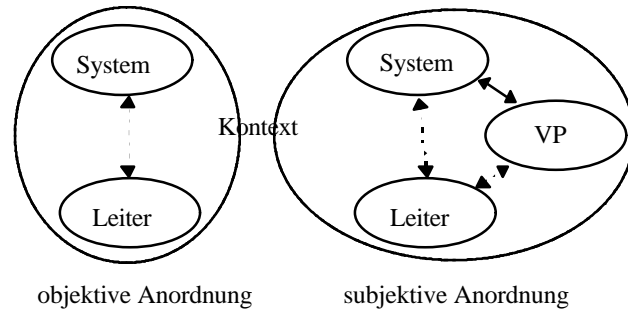 System
System
Kontext
VP
Leiter
Leiter
objektive Anordnung
subjektive Anordnung